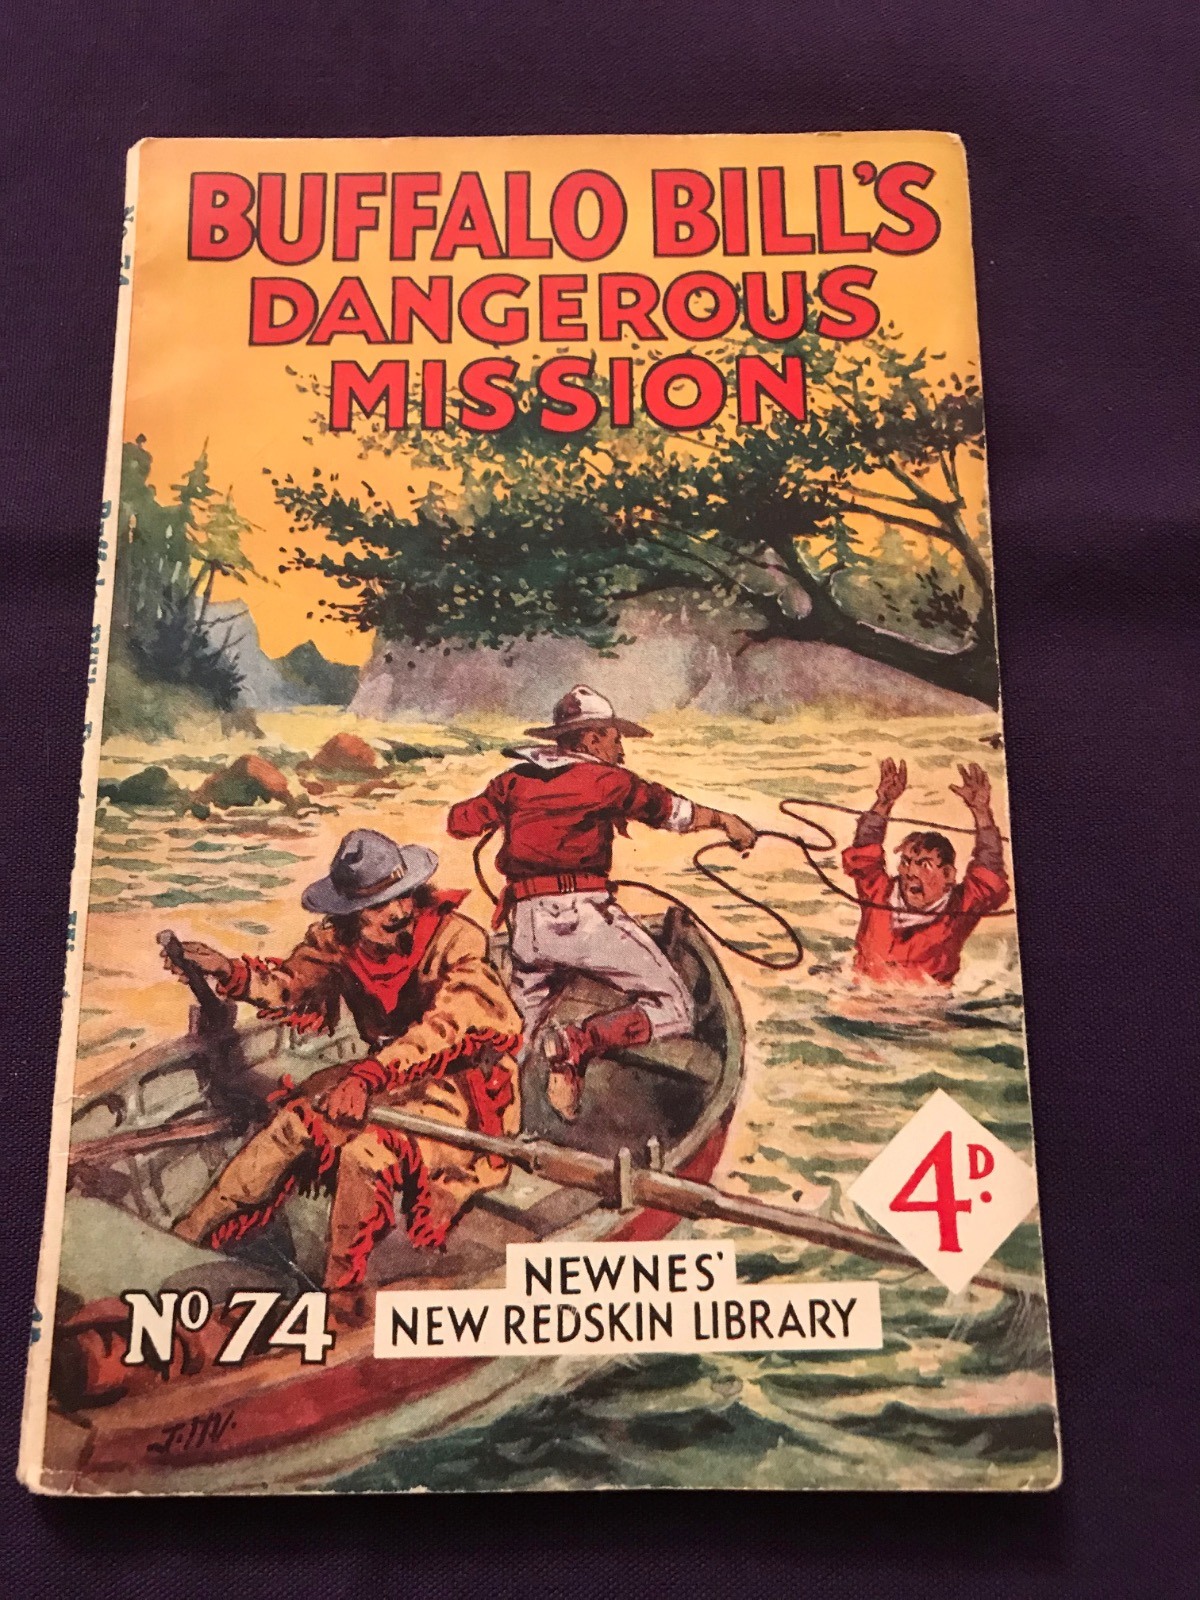 BUFFALO BILL'S
DANGEROUS
MISSION
4D.
NEWNES'
NEW REDSKIN LIBRARY
No 74